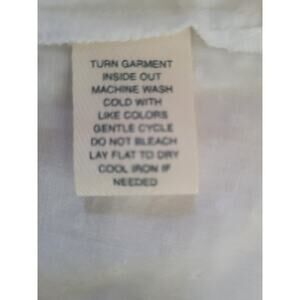 TURN GARMENT
INSIDE OUT
MACHINE WASH
COLD WITH
LIKE COLORS
GENTLE CYCLE
DO NOT BLEACH
LAY FLAT TO DRY
COOL IRON IF
NEEDED